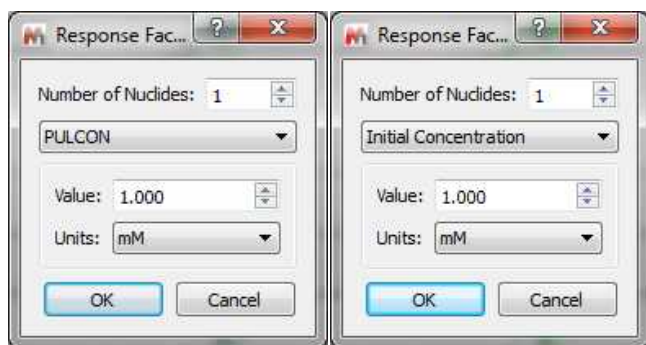 Response Fac...
Number of Nuclides: 1
PULCON
Value: 1.000
Units: mM
OK Cancel
Response Fac...
Number of Nuclides: 1
Initial Concentration
Value: 1.000
Units: mM
OK Cancel